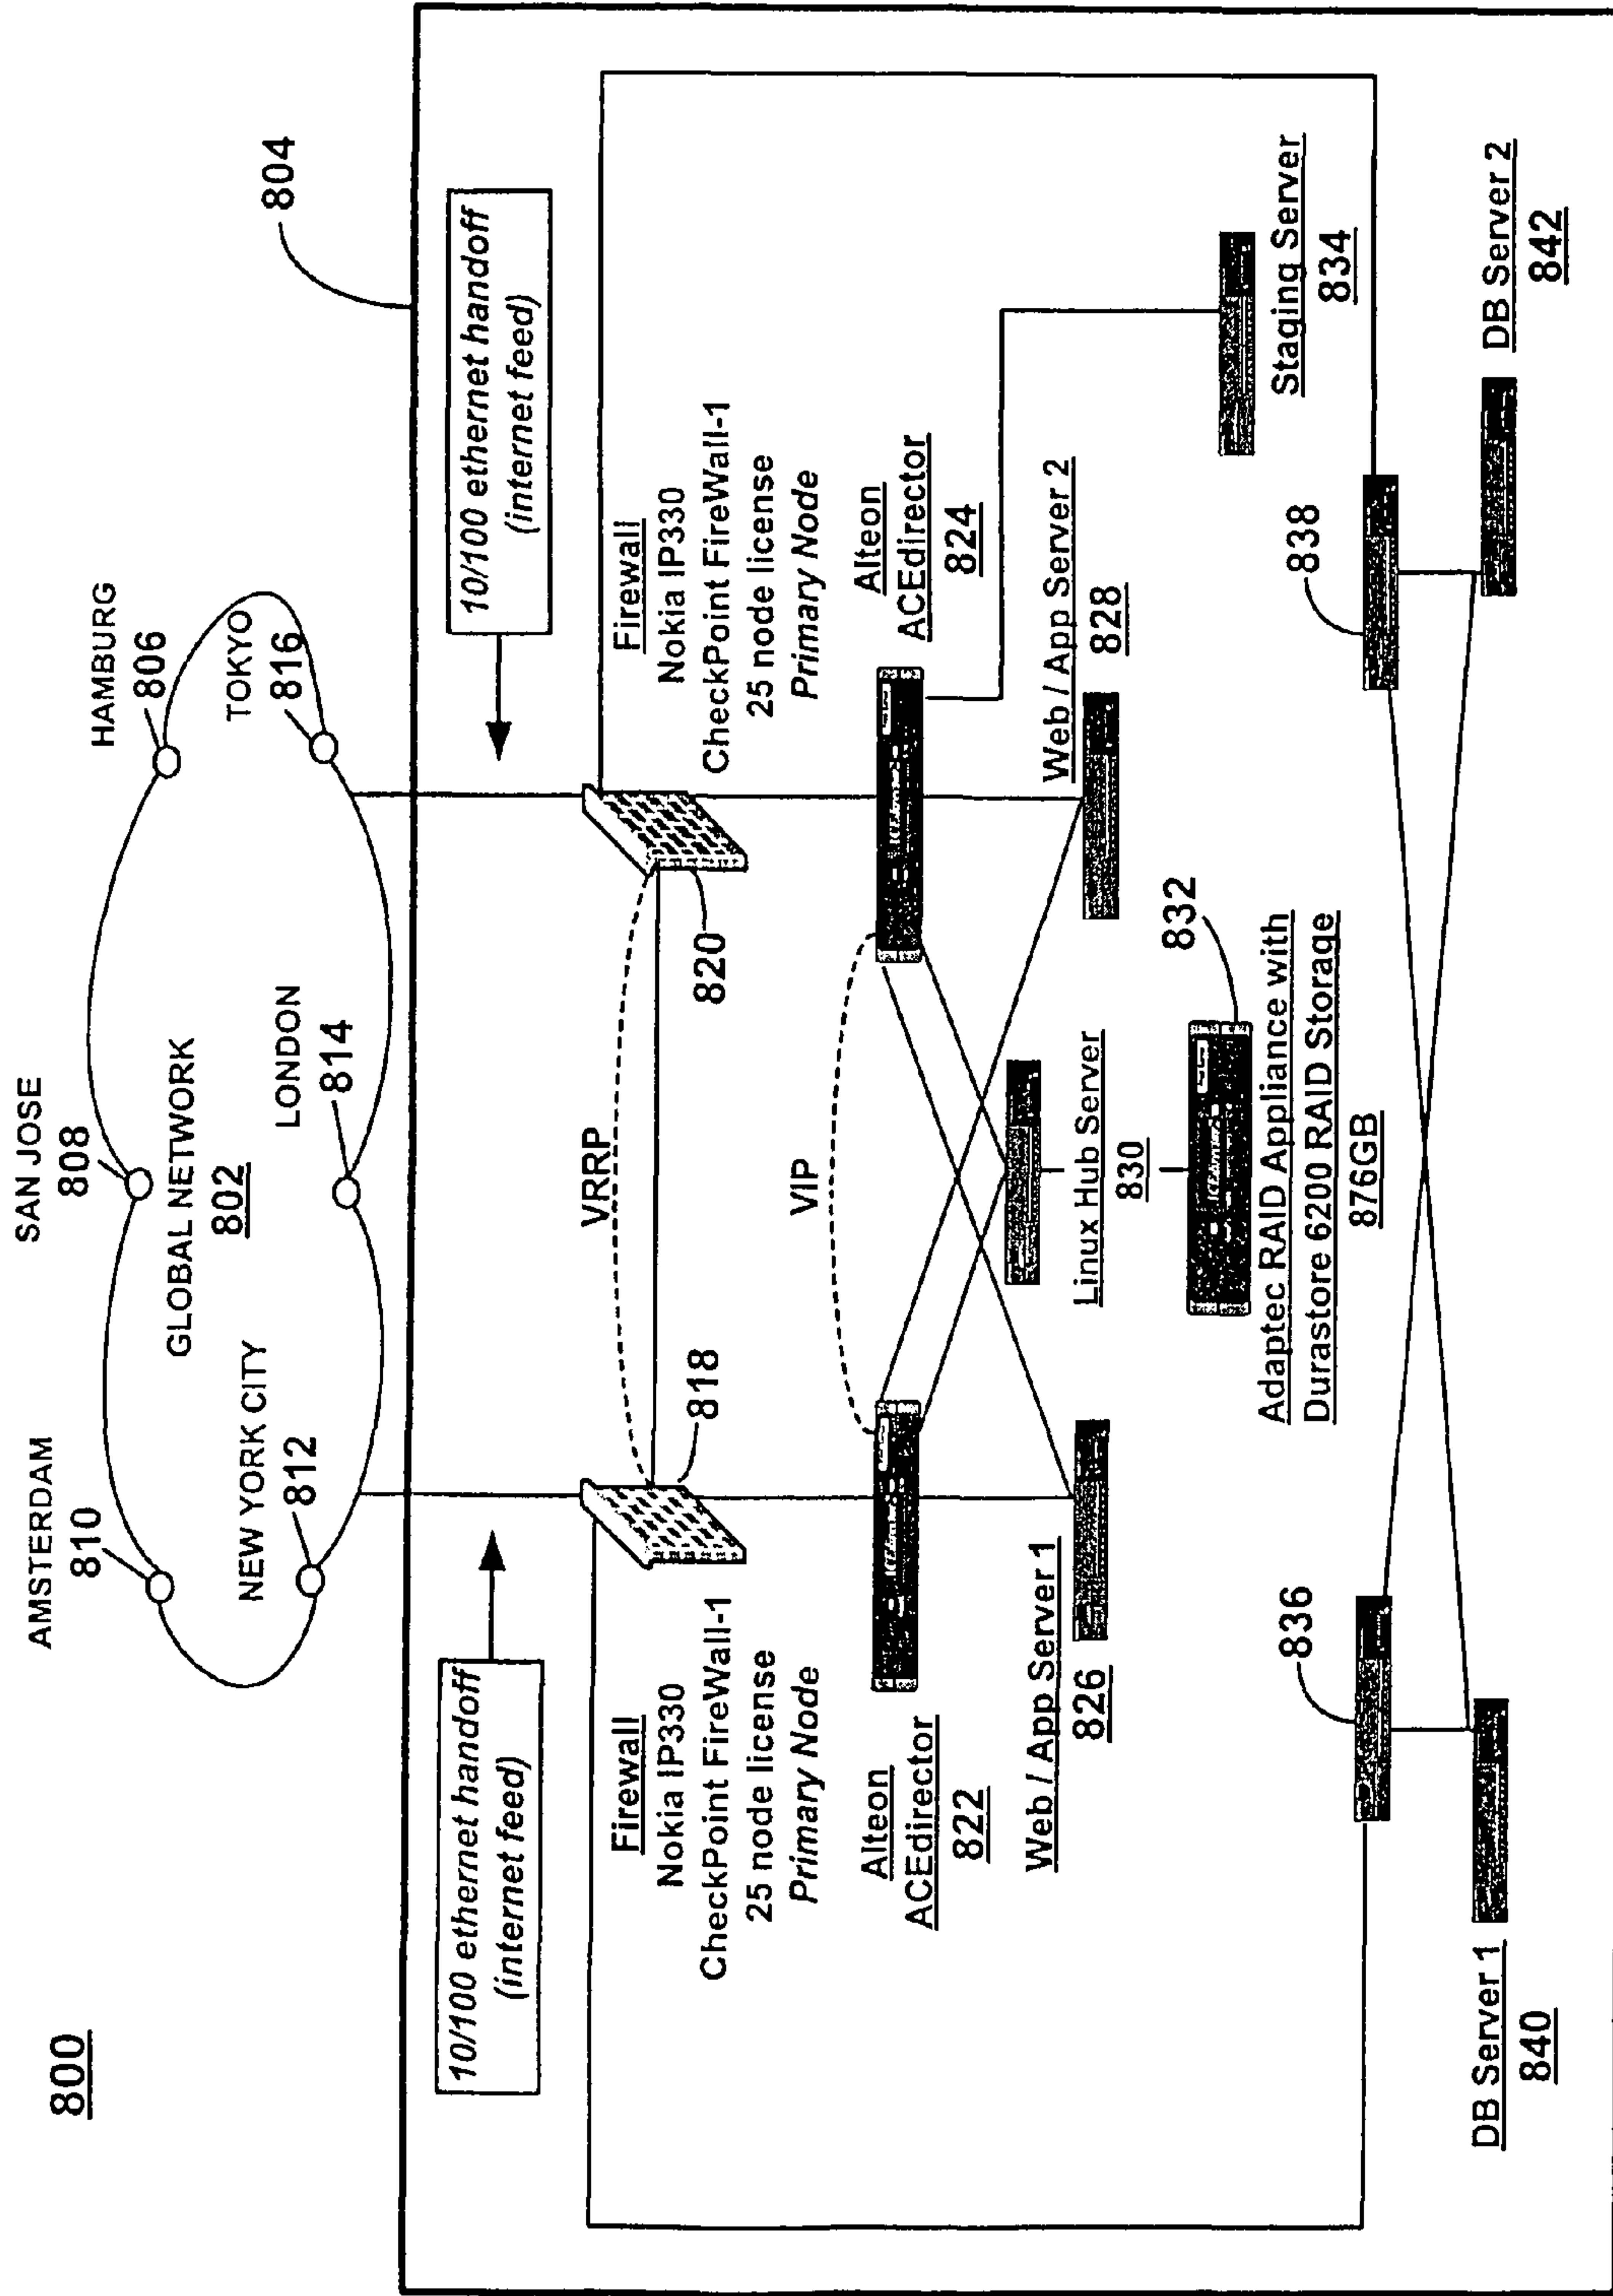 800
AMSTERDAM
810
SAN JOSE
808
HAMBURG
806
GLOBAL NETWORK
802
NEW YORK CITY
812
LONDON
814
TOKYO
816
804
10/100 ethernet handoff
(internet feed)
10/100 ethernet handoff
(internet feed)
Firewall
Nokia IP330
CheckPoint FireWall-1
25 node license
Primary Node
818
VRRP
820
Firewall
Nokia IP330
CheckPoint FireWall-1
25 node license
Primary Node
Alteon
ACEdirector
822
VIP
Alteon
ACEdirector
824
Web / App Server 1
826
Linux Hub Server
830
Web / App Server 2
828
832
Adaptec RAID Appliance with
Durastore 6200 RAID Storage
876GB
Staging Server
834
836
838
DB Server 1
840
DB Server 2
842